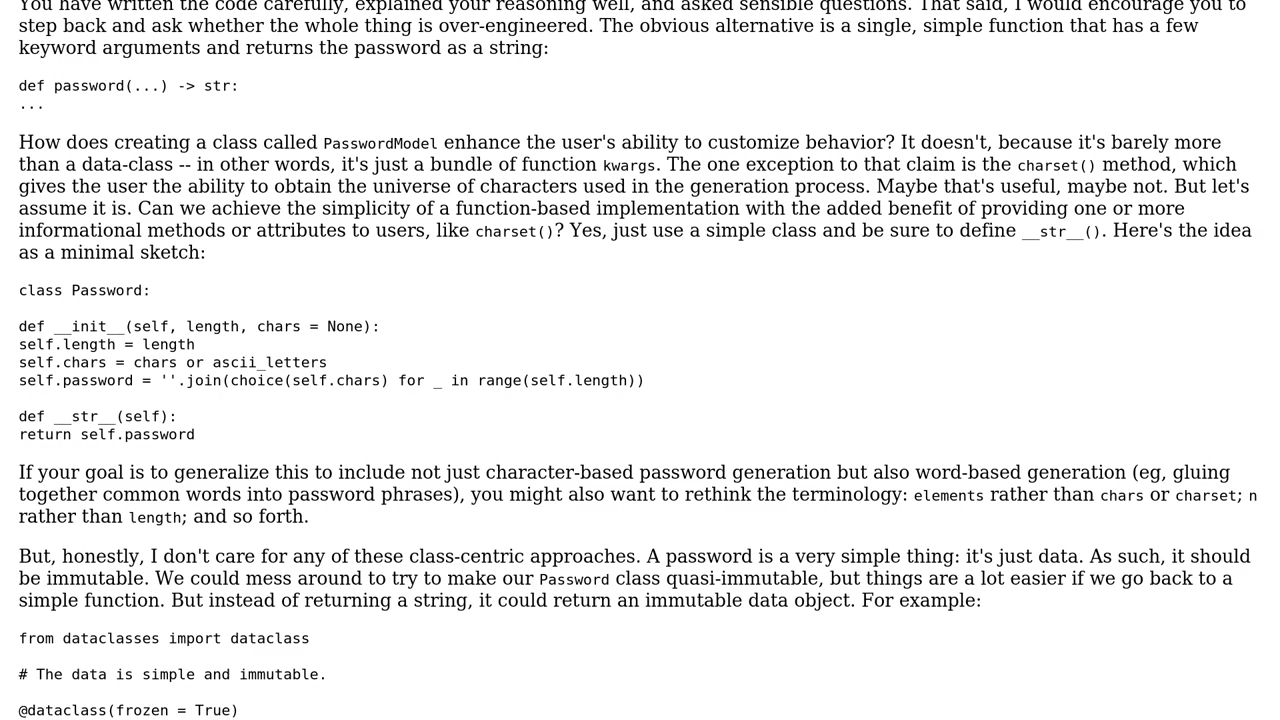 You have written the code carefully, explained your reasoning well, and asked sensible questions. That said, I would encourage you to
step back and ask whether the whole thing is over-engineered. The obvious alternative is a single, simple function that has a few
keyword arguments and returns the password as a string:
def password(...) -> str:
...
How does creating a class called PasswordModel enhance the user's ability to customize behavior? It doesn't, because it's barely more
than a data-class -- in other words, it's just a bundle of function kwargs. The one exception to that claim is the charset() method, which
gives the user the ability to obtain the universe of characters used in the generation process. Maybe that's useful, maybe not. But let's
assume it is. Can we achieve the simplicity of a function-based implementation with the added benefit of providing one or more
informational methods or attributes to users, like charset()? Yes, just use a simple class and be sure to define __str__(). Here's the idea
as a minimal sketch:
class Password:
def __init__(self, length, chars = None):
self.length = length
self.chars = chars or ascii_letters
self.password = ''.join(choice(self.chars) for _ in range(self.length))
def __str__(self):
return self.password
If your goal is to generalize this to include not just character-based password generation but also word-based generation (eg, gluing
together common words into password phrases), you might also want to rethink the terminology: elements rather than chars or charset; n
rather than length; and so forth.
But, honestly, I don't care for any of these class-centric approaches. A password is a very simple thing: it's just data. As such, it should
be immutable. We could mess around to try to make our Password class quasi-immutable, but things are a lot easier if we go back to a
simple function. But instead of returning a string, it could return an immutable data object. For example:
from dataclasses import dataclass
# The data is simple and immutable.
@dataclass(frozen = True)